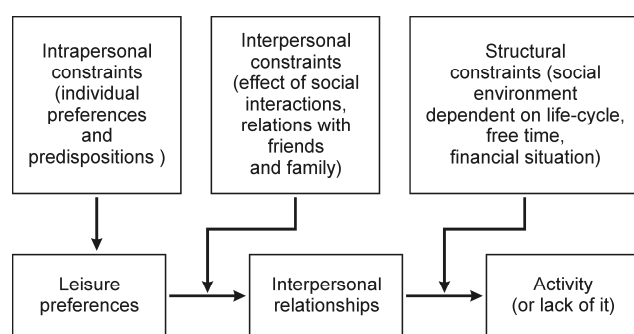 Intrapersonal
constraints
(individual
preferences
and
predispositions )
Interpersonal
constraints
(effect of social
interactions,
relations with
friends
and family)
Structural
constraints (social
environment
dependent on life-cycle,
free time,
financial situation)
Leisure
preferences
Interpersonal
relationships
Activity
(or lack of it)